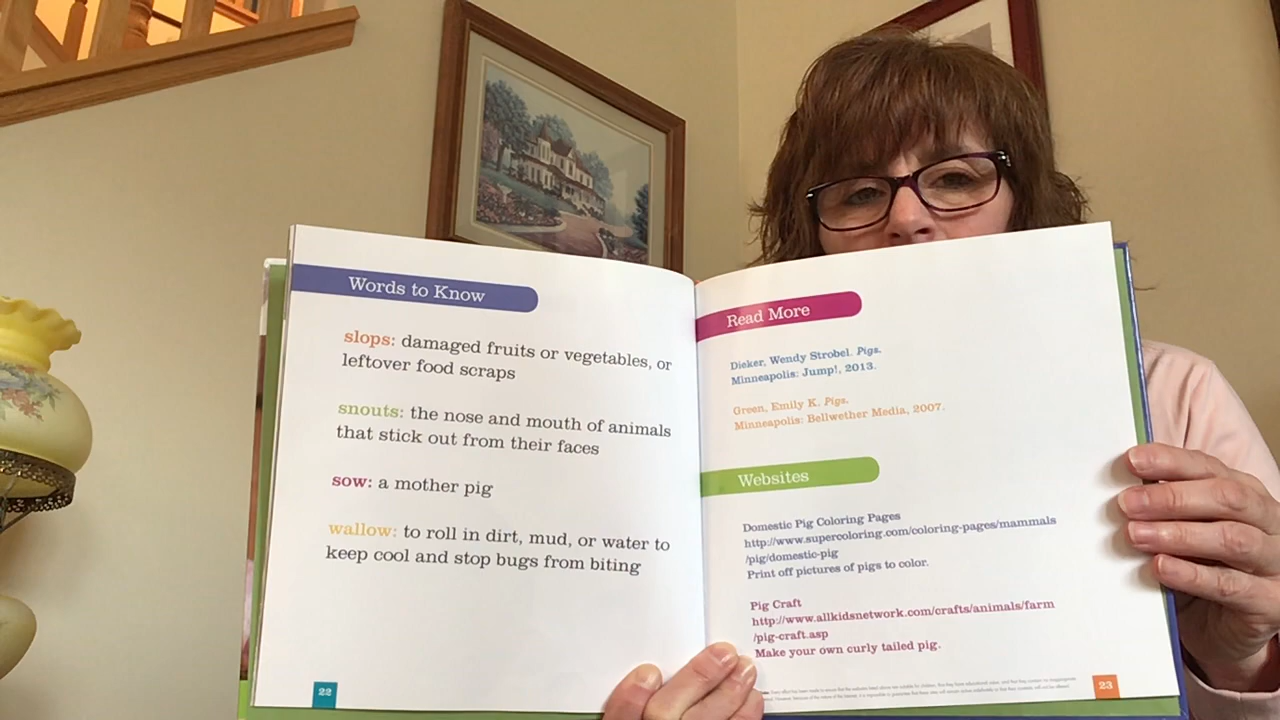 Words to Know
slops: damaged fruits or vegetables, or
leftover food scraps
snouts: the nose and mouth of animals
that stick out from their faces
sow: a mother pig
wallow: to roll in dirt, mud, or water to
keep cool and stop bugs from biting
22
Read More
Dieker, Wendy Strobel. Pigs.
Minneapolis: Jump!, 2013.
Green, Emily K. Pigs.
Minneapolis: Bellwether Media, 2007.
Websites
Domestic Pig Coloring Pages
http://www.supercoloring.com/coloring-pages/mammals
/pig/domestic-pig
Print off pictures of pigs to color.
Pig Craft
http://www.allkidsnetwork.com/crafts/animals/farm
/pig-craft.asp
Make your own curly tailed pig.
23